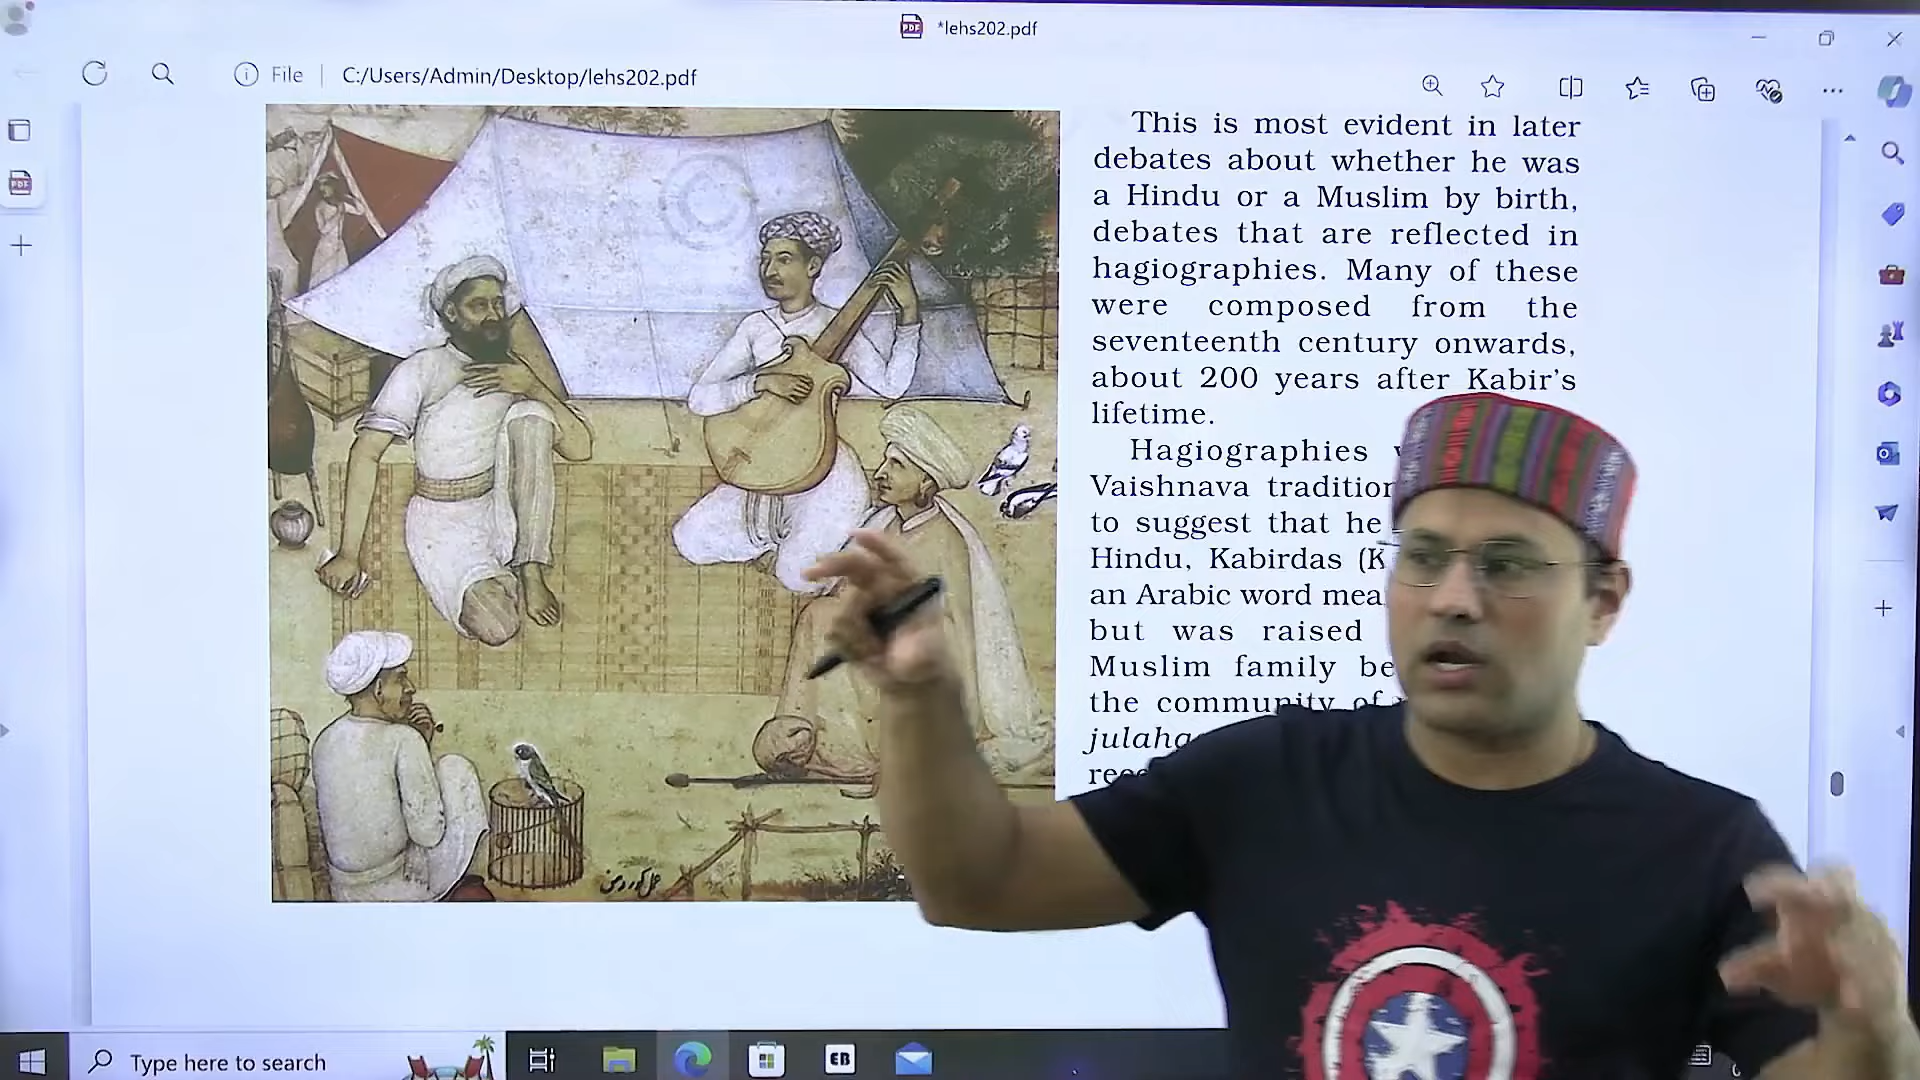 *lehs202.pdf
File
C:/Users/Admin/Desktop/lehs202.pdf
This is most evident in later
debates about whether he was
a Hindu or a Muslim by birth,
debates that are reflected in
hagiographies. Many of these
were composed from the
seventeenth century onwards,
about 200 years after Kabir's
lifetime.
Hagiographies
Vaishnava tradition
to suggest that he
Hindu, Kabirdas (K
an Arabic word mea
but was raised
Muslim family be
the community of
julaha
Type here to search
EB